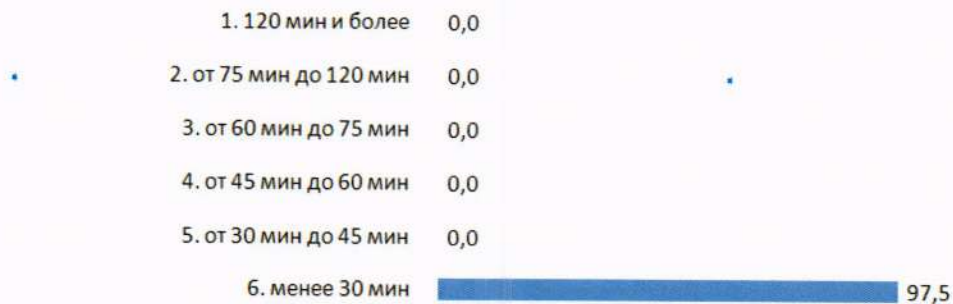 1. 120 мин и более 0,0
2. от 75 мин до 120 мин 0,0
3. от 60 мин до 75 мин 0,0
4. от 45 мин до 60 мин 0,0
5. от 30 мин до 45 мин 0,0
6. менее 30 мин 97,5